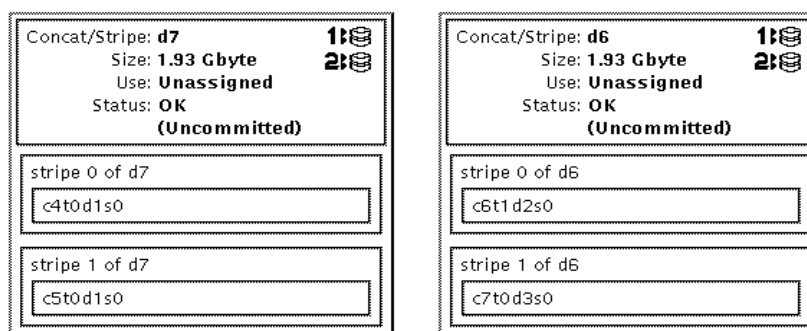 Concat/Stripe: d7 1:
Size: 1.93 Gbyte 2:
Use: Unassigned
Status: OK
(Uncommitted)
stripe 0 of d7
c4t0d1s0
stripe 1 of d7
c5t0d1s0
Concat/Stripe: d6 1:
Size: 1.93 Gbyte 2:
Use: Unassigned
Status: OK
(Uncommitted)
stripe 0 of d6
c6t1d2s0
stripe 1 of d6
c7t0d3s0